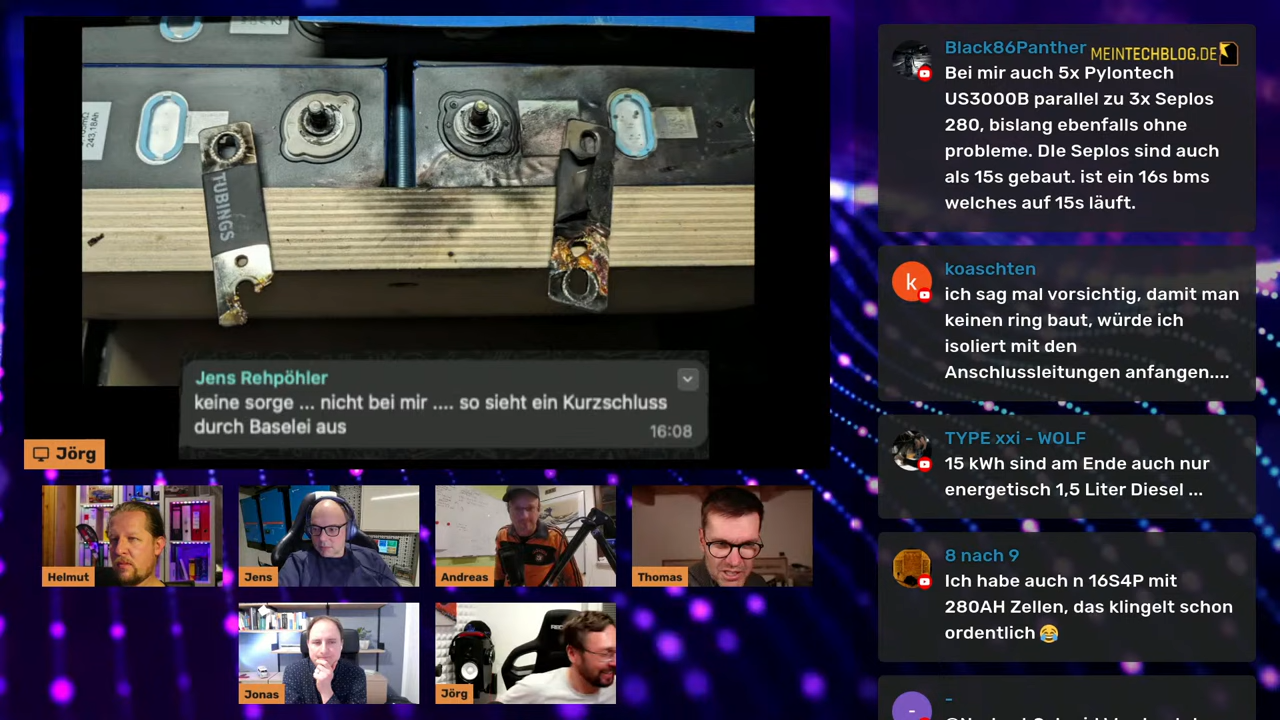 243,18Ah
TUBINGS
Jens Rehpöhler
keine sorge ... nicht bei mir .... so sieht ein Kurzschluss
durch Baselei aus
16:08
Jörg
Helmut
Jens
Andreas
Thomas
Jonas
Jörg
MEINTECHBLOG.DE
Black86Panther
Bei mir auch 5x Pylontech
US3000B parallel zu 3x Seplos
280, bislang ebenfalls ohne
probleme. DIe Seplos sind auch
als 15s gebaut. ist ein 16s bms
welches auf 15s läuft.
k
koaschten
ich sag mal vorsichtig, damit man
keinen ring baut, würde ich
isoliert mit den
Anschlussleitungen anfangen....
TYPE xxi - WOLF
15 kWh sind am Ende auch nur
energetisch 1,5 Liter Diesel ...
8 nach 9
Ich habe auch n 16S4P mit
280AH Zellen, das klingelt schon
ordentlich 😂
-
-